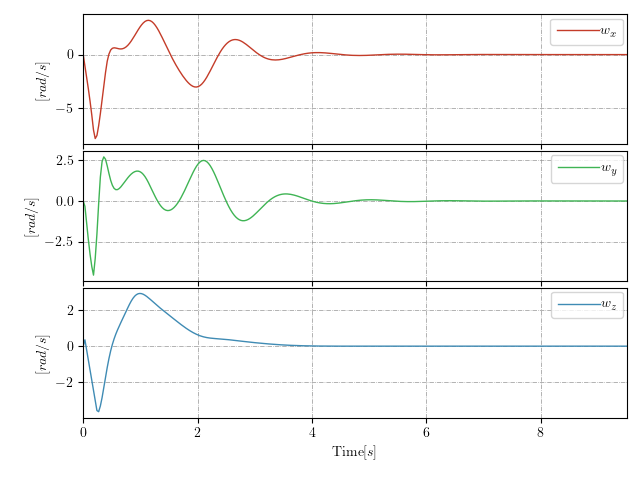 w_x
0
−5
[rad/s]
w_y
2.5
0.0
−2.5
[rad/s]
w_z
2
0
−2
[rad/s]
0 2 4 6 8
Time[s]